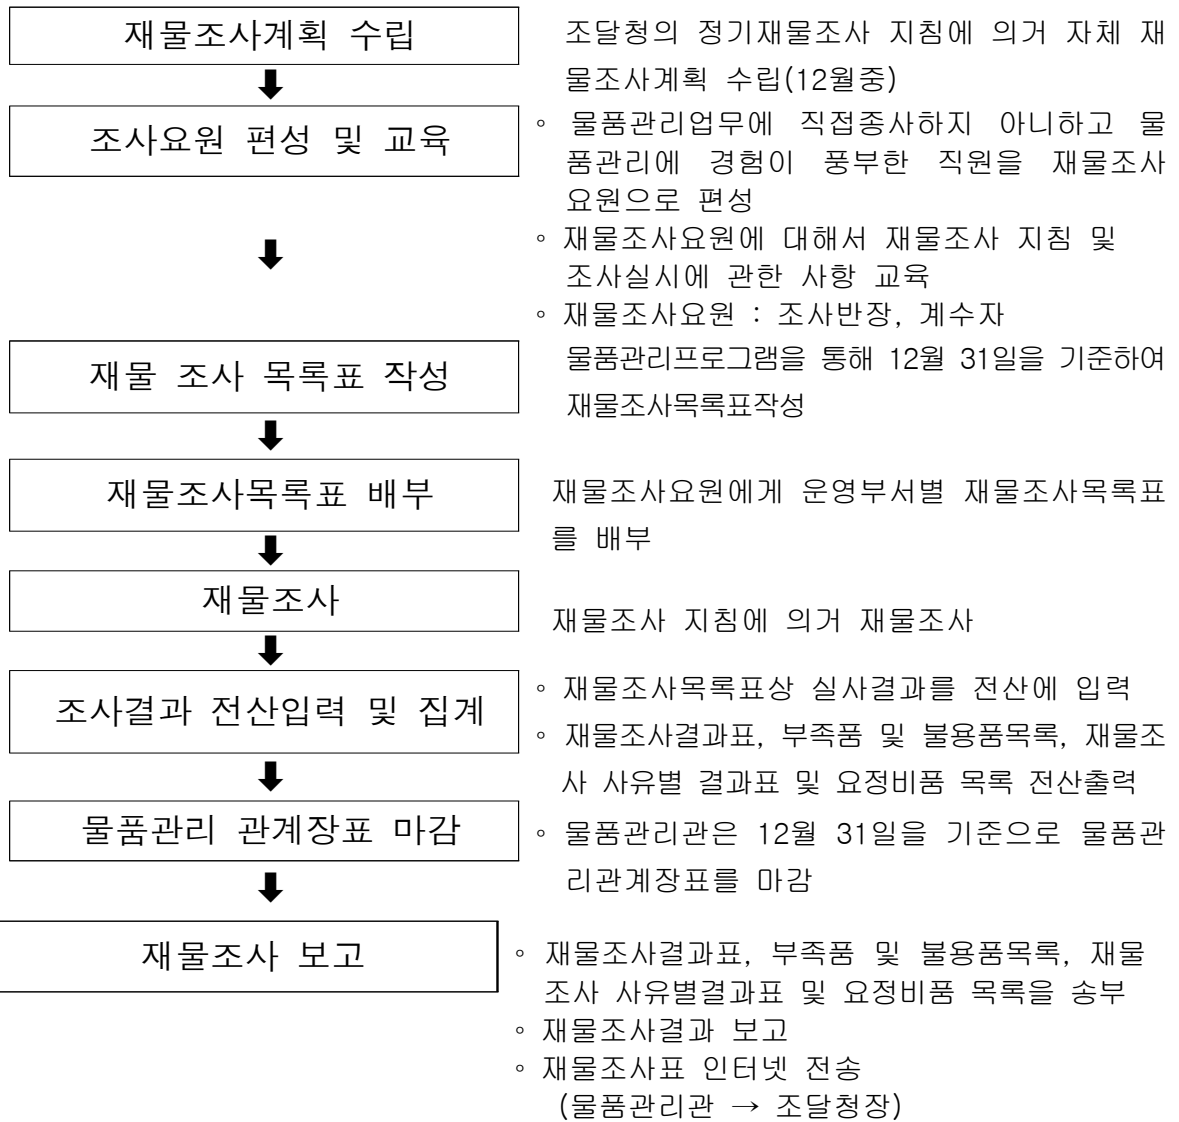 재물조사계획 수립
조달청의 정기재물조사 지침에 의거 자체 재
물조사계획 수립(12월중)
조사요원 편성 및 교육
◦ 물품관리업무에 직접종사하지 아니하고 물
품관리에 경험이 풍부한 직원을 재물조사
요원으로 편성
◦ 재물조사요원에 대해서 재물조사 지침 및
조사실시에 관한 사항 교육
◦ 재물조사요원 : 조사반장, 계수자
재물 조사 목록표 작성
물품관리프로그램을 통해 12월 31일을 기준하여
재물조사목록표작성
재물조사목록표 배부
재물조사요원에게 운영부서별 재물조사목록표
를 배부
재물조사
재물조사 지침에 의거 재물조사
조사결과 전산입력 및 집계
◦ 재물조사목록표상 실사결과를 전산에 입력
◦ 재물조사결과표, 부족품 및 불용품목록, 재물조
사 사유별 결과표 및 요정비품 목록 전산출력
물품관리 관계장표 마감
◦ 물품관리관은 12월 31일을 기준으로 물품관
리관계장표를 마감
재물조사 보고
◦ 재물조사결과표, 부족품 및 불용품목록, 재물
조사 사유별결과표 및 요정비품 목록을 송부
◦ 재물조사결과 보고
◦ 재물조사표 인터넷 전송
(물품관리관 → 조달청장)